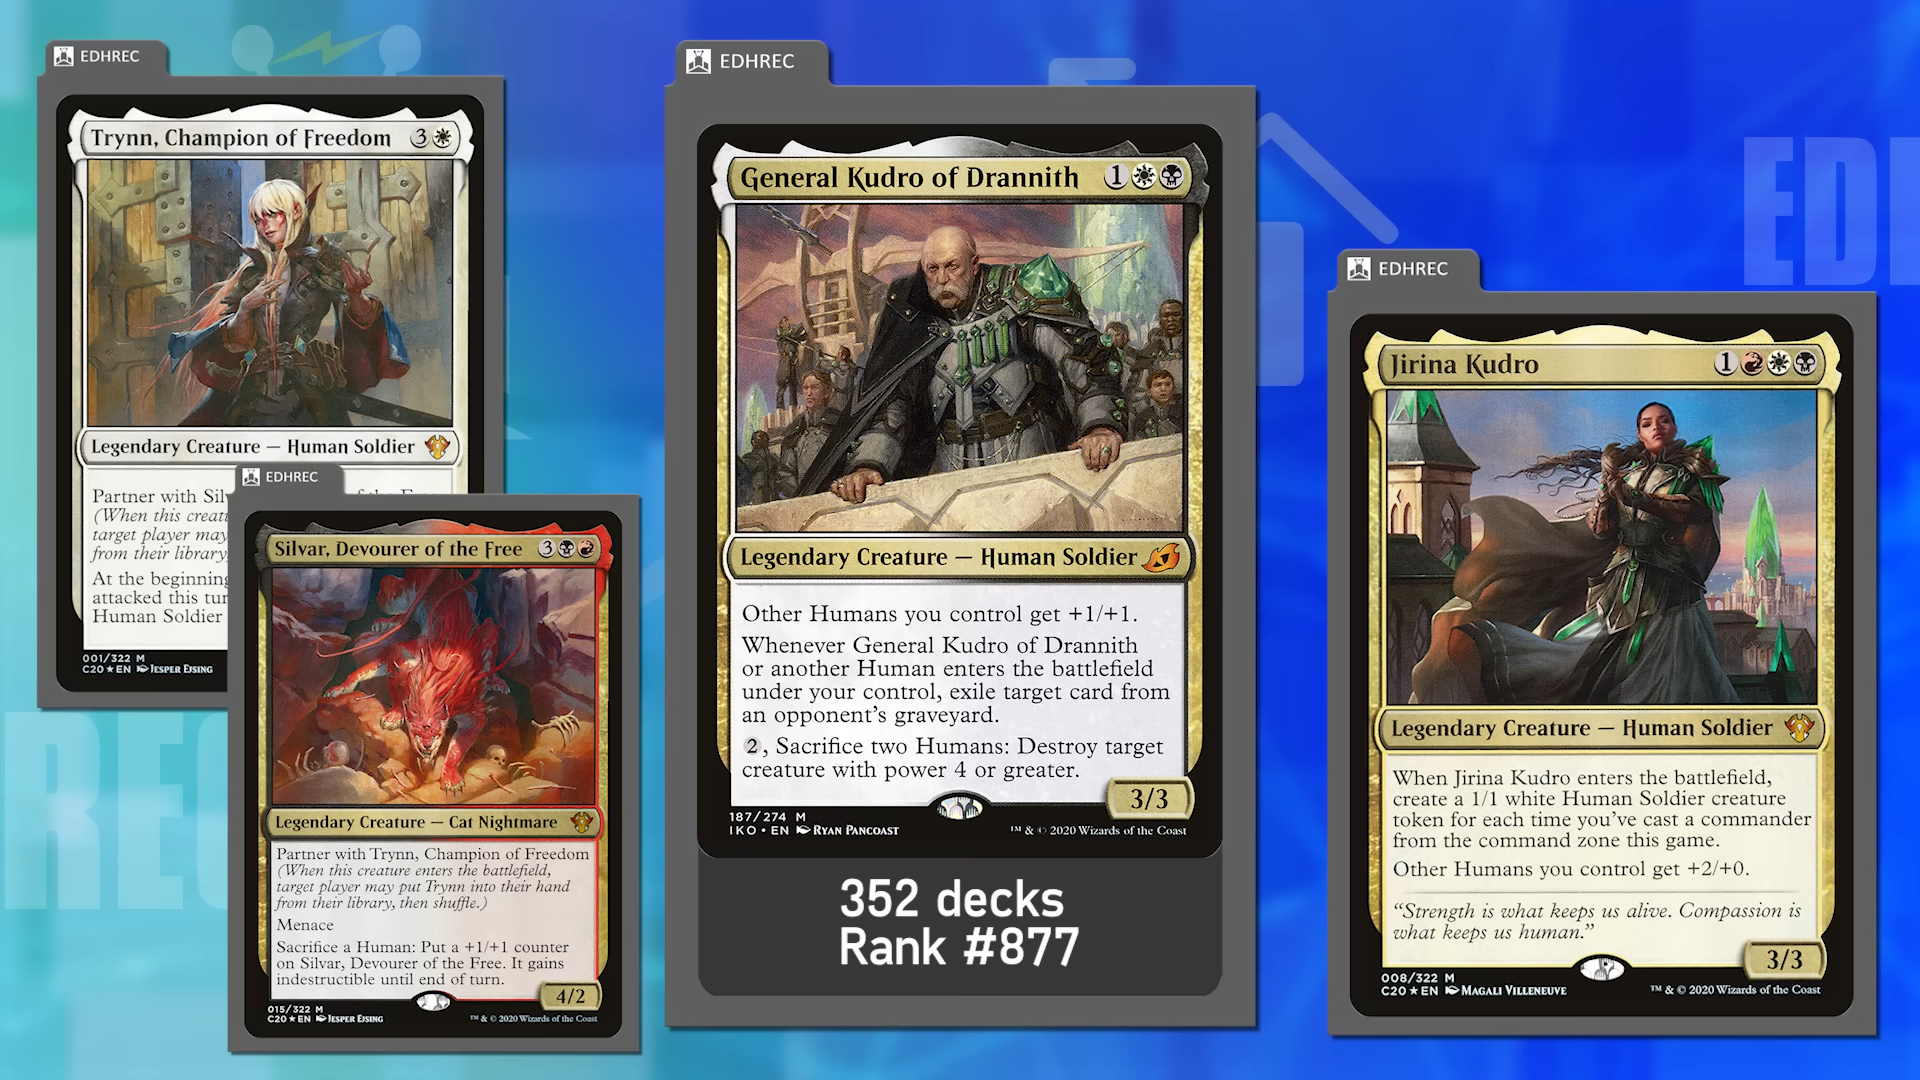 EDHREC
Trynn, Champion of Freedom 3
Legendary Creature — Human Soldier
Partner with Silv
(When this creat
target player may
from their library,
At the beginning
attacked this tur
Human Soldier
001/322 M
C20 ★ EN Jesper Ejsing
EDHREC
Silvar, Devourer of the Free 3
Legendary Creature — Cat Nightmare
Partner with Trynn, Champion of Freedom
(When this creature enters the battlefield,
target player may put Trynn into their hand
from their library, then shuffle.)
Menace
Sacrifice a Human: Put a +1/+1 counter
on Silvar, Devourer of the Free. It gains
indestructible until end of turn.
4/2
015/322 M
C20 ★ EN Jesper Ejsing
™ & © 2020 Wizards of the Coast
EDHREC
General Kudro of Drannith 1
Legendary Creature — Human Soldier
Other Humans you control get +1/+1.
Whenever General Kudro of Drannith
or another Human enters the battlefield
under your control, exile target card from
an opponent's graveyard.
2, Sacrifice two Humans: Destroy target
creature with power 4 or greater.
3/3
187/274 M
IKO • EN Ryan Pancoast
™ & © 2020 Wizards of the Coast
352 decks
Rank #877
EDHREC
Jirina Kudro 1
Legendary Creature — Human Soldier
When Jirina Kudro enters the battlefield,
create a 1/1 white Human Soldier creature
token for each time you've cast a commander
from the command zone this game.
Other Humans you control get +2/+0.
"Strength is what keeps us alive. Compassion is
what keeps us human."
3/3
008/322 M
C20 ★ EN Magali Villeneuve
™ & © 2020 Wizards of the Coast
EDH
REC